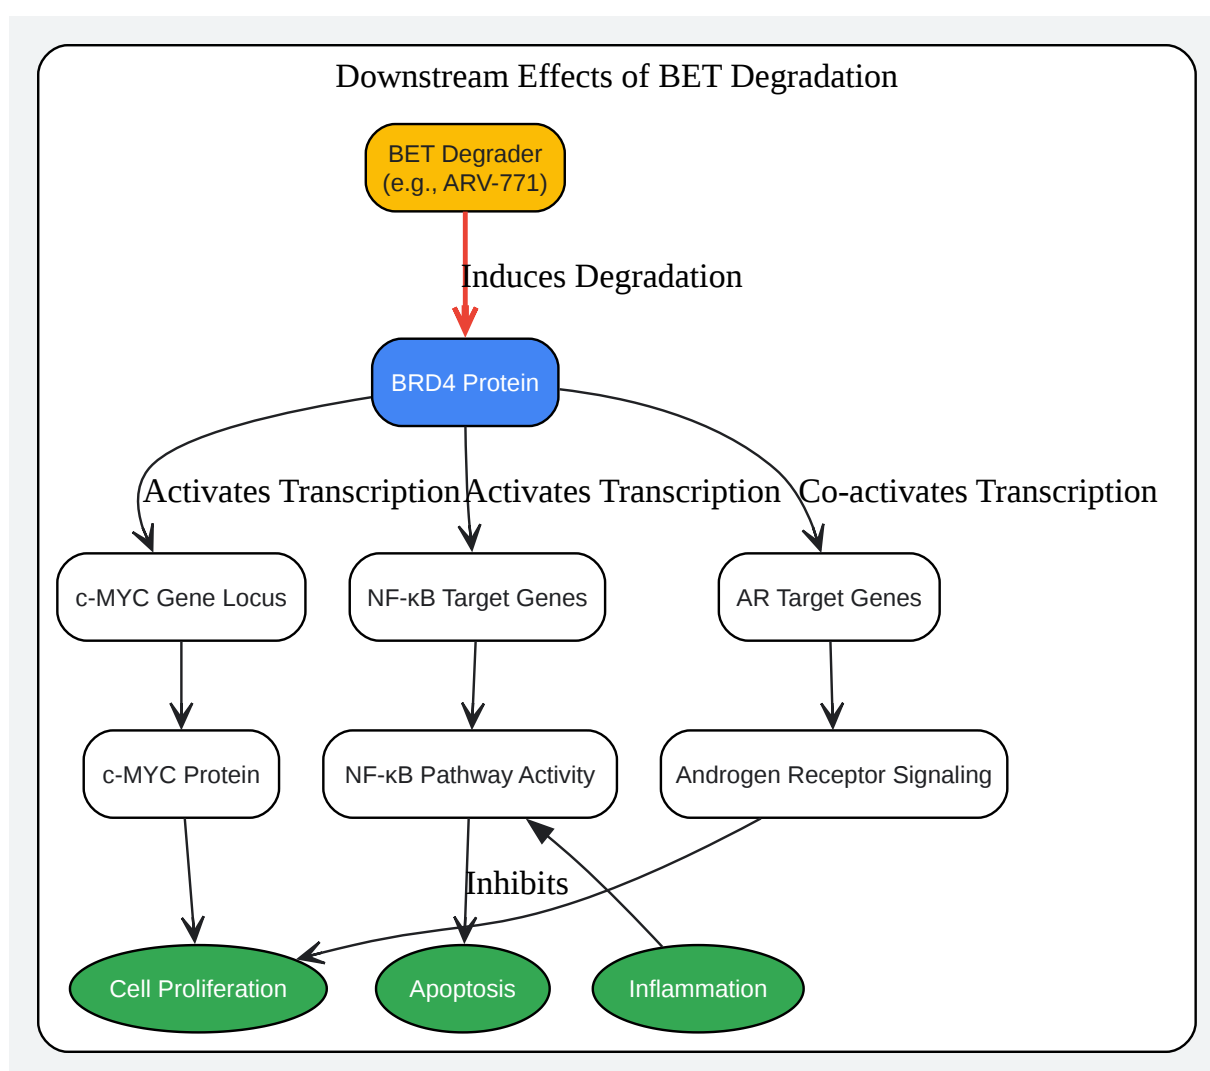 Downstream Effects of BET Degradation
BET Degrader
(e.g., ARV-771)
Induces Degradation
BRD4 Protein
Activates Transcription
Activates Transcription
Co-activates Transcription
c-MYC Gene Locus
NF-κB Target Genes
AR Target Genes
c-MYC Protein
NF-κB Pathway Activity
Androgen Receptor Signaling
Inhibits
Cell Proliferation
Apoptosis
Inflammation